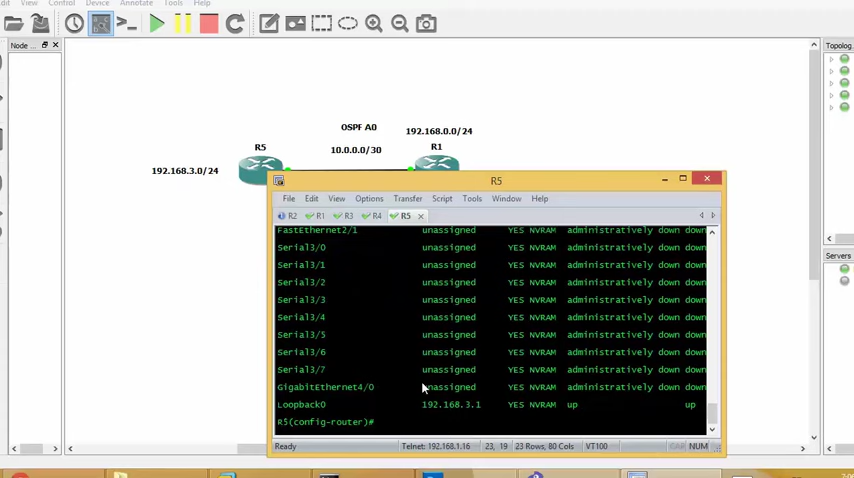 dit View Control Device Annotate Tools Help
Node ...
Topolog
OSPF A0
192.168.0.0/24
R5
10.0.0.0/30
R1
192.168.3.0/24
R5
File Edit View Options Transfer Script Tools Window Help
R2 R1 R3 R4 R5
FastEthernet2/1 unassigned YES NVRAM administratively down down
Serial3/0 unassigned YES NVRAM administratively down down
Serial3/1 unassigned YES NVRAM administratively down down
Serial3/2 unassigned YES NVRAM administratively down down
Serial3/3 unassigned YES NVRAM administratively down down
Serial3/4 unassigned YES NVRAM administratively down down
Serial3/5 unassigned YES NVRAM administratively down down
Serial3/6 unassigned YES NVRAM administratively down down
Serial3/7 unassigned YES NVRAM administratively down down
GigabitEthernet4/0 unassigned YES NVRAM administratively down down
Loopback0 192.168.3.1 YES NVRAM up up
R5(config-router)#
Servers
Ready Telnet: 192.168.1.16 23, 19 23 Rows, 80 Cols VT100 CAP NUM